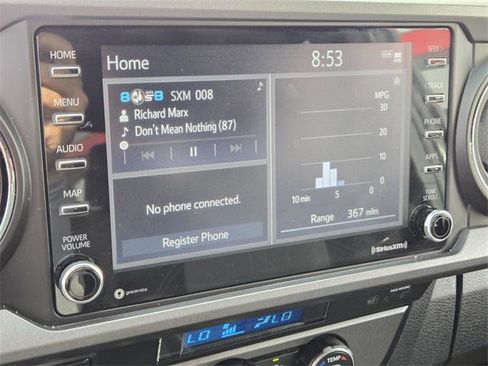 HOME
MENU
AUDIO
MAP
POWER
VOLUME
Home
8:53
SXM 008
Richard Marx
Don't Mean Nothing (87)
No phone connected.
Register Phone
MPG
30
20
10
0
10 min
5
0
Range 367 miles
SEEK>
<TRACK
PHONE
APPS
TUNE
SCROLL
gracenote
((SiriusXM))
LO
LO
TEMP